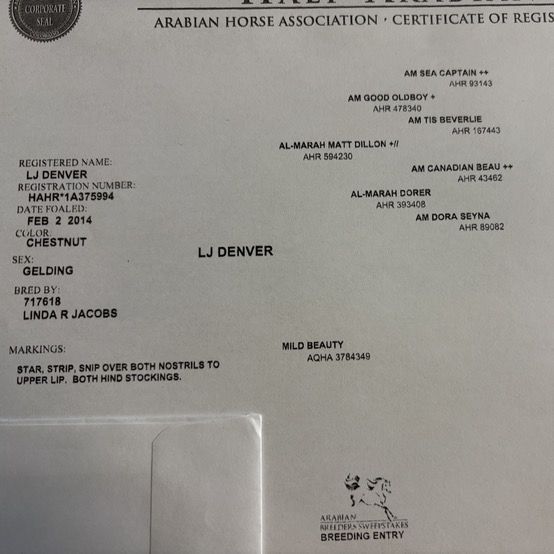 CORPORATE
SEAL
ARABIAN HORSE ASSOCIATION · CERTIFICATE OF REGIS
AM SEA CAPTAIN ++
AHR 93143
AM GOOD OLDBOY +
AHR 478340
AM TIS BEVERLIE
AHR 167443
AL-MARAH MATT DILLON +//
AHR 594230
AM CANADIAN BEAU ++
AHR 43462
AL-MARAH DORER
AHR 393408
AM DORA SEYNA
AHR 89082
REGISTERED NAME:
LJ DENVER
REGISTRATION NUMBER:
HAHR*1A375994
DATE FOALED:
FEB 2 2014
COLOR:
CHESTNUT
LJ DENVER
SEX:
GELDING
BRED BY:
717618
LINDA R JACOBS
MARKINGS:
STAR, STRIP, SNIP OVER BOTH NOSTRILS TO
UPPER LIP. BOTH HIND STOCKINGS.
MILD BEAUTY
AQHA 3784349
ARABIAN
BREEDERS SWEEPSTAKES
BREEDING ENTRY